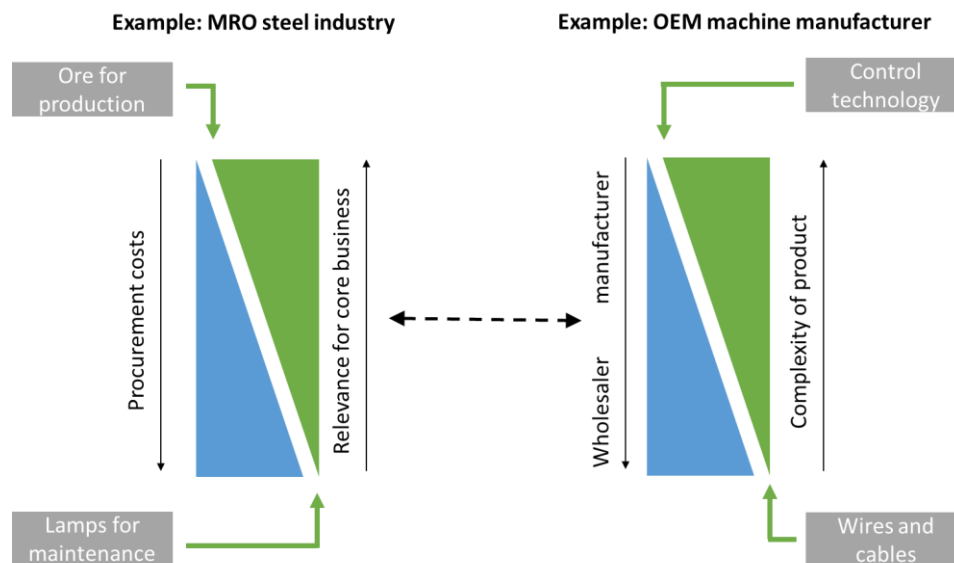 Example: MRO steel industry
Example: OEM machine manufacturer
Ore for
production
Control
technology
Procurement costs
Relevance for core business
Wholesaler manufacturer
Complexity of product
Lamps for
maintenance
Wires and
cables